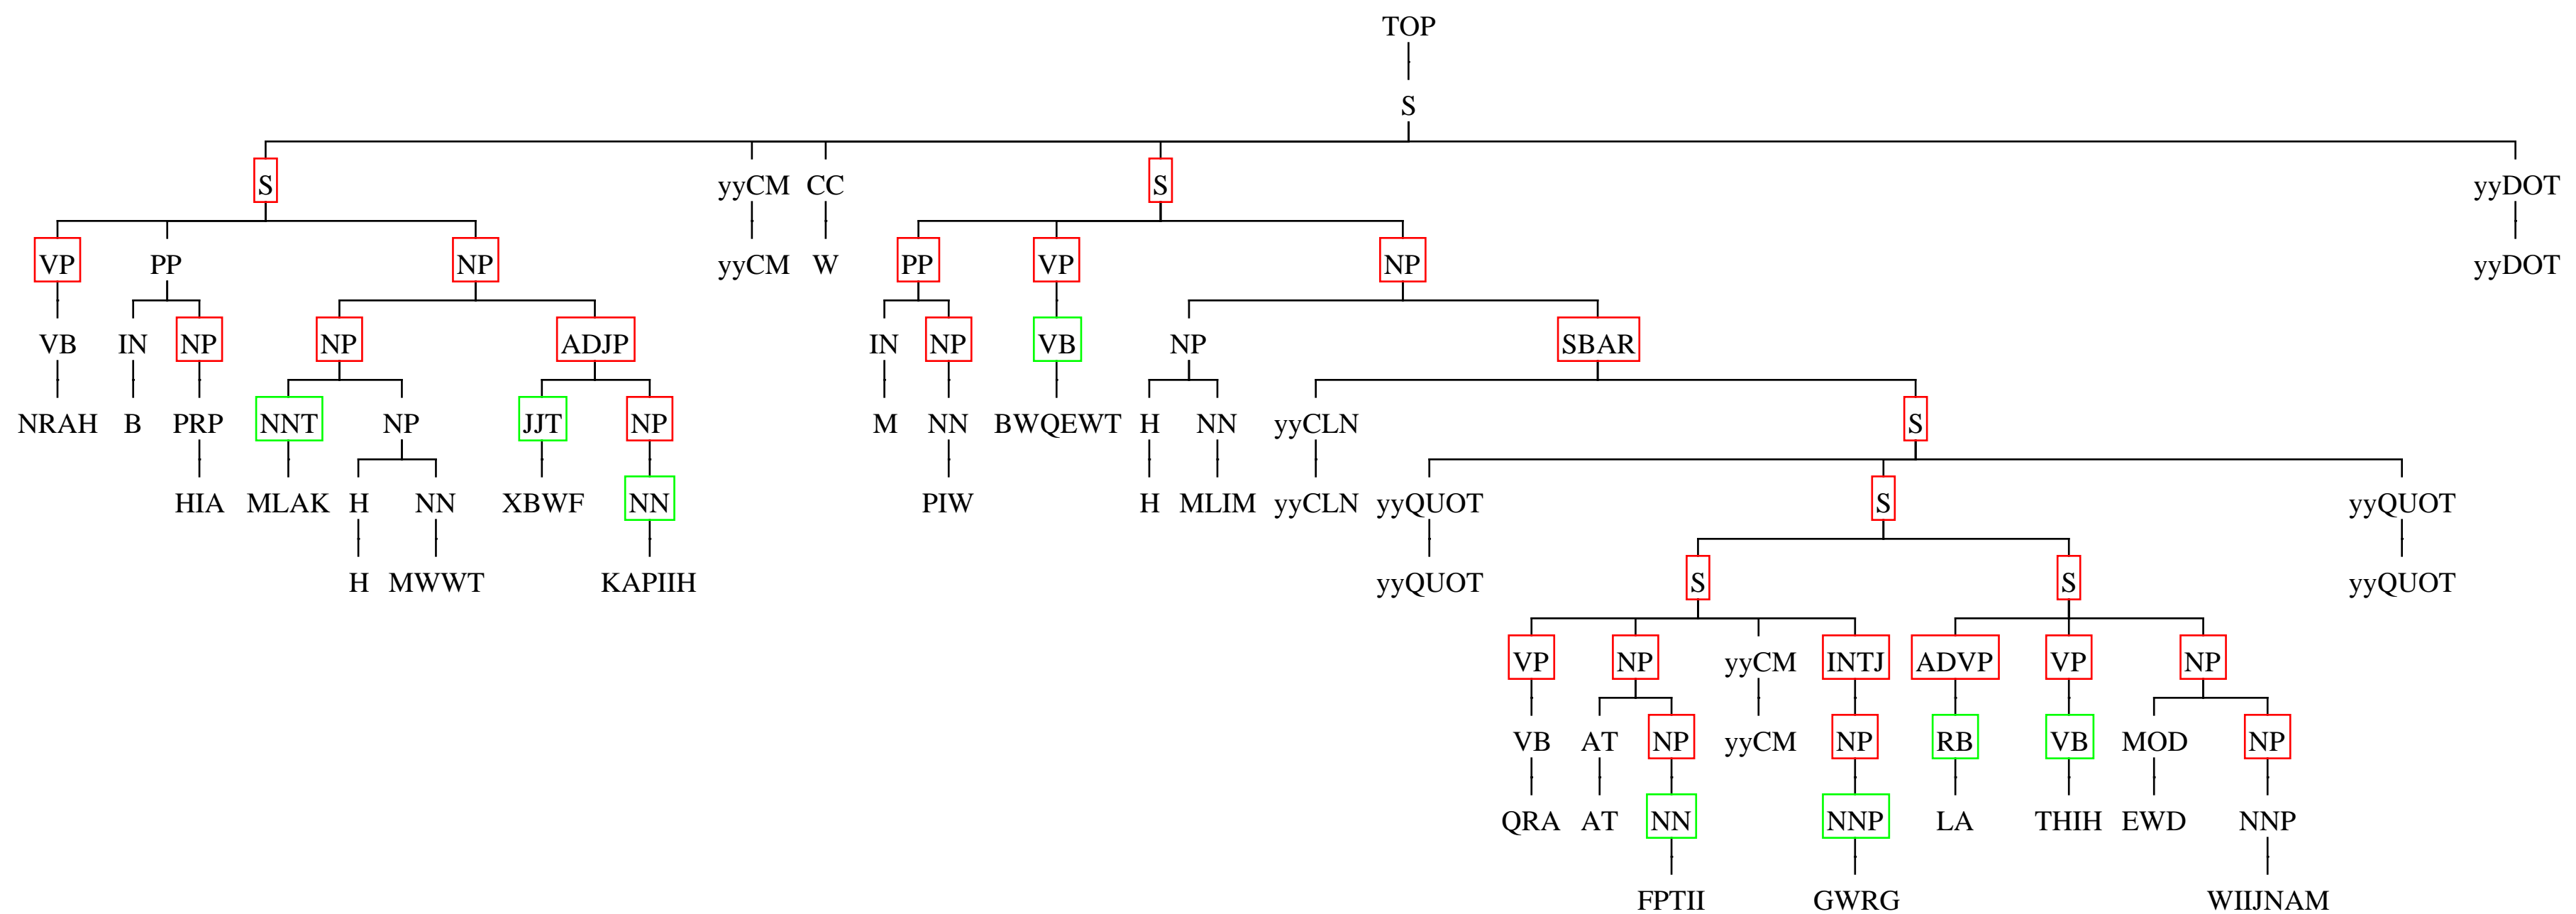 TOP
S
S yyCM CC S yyDOT
VP PP NP yyCM W PP VP NP yyDOT
VB IN NP NP ADJP IN NP VB NP SBAR
NRAH B PRP NNT NP JJT NP M NN BWQEWT H NN yyCLN S
HIA MLAK H NN XBWF NN PIW H MLIM yyCLN yyQUOT S yyQUOT
H MWWT KAPIIH yyQUOT S S yyQUOT
VP NP yyCM INTJ ADVP VP NP
VB AT NP yyCM NP RB VB MOD NP
QRA AT NN NNP LA THIH EWD NNP
FPTII GWRG WIIJNAM